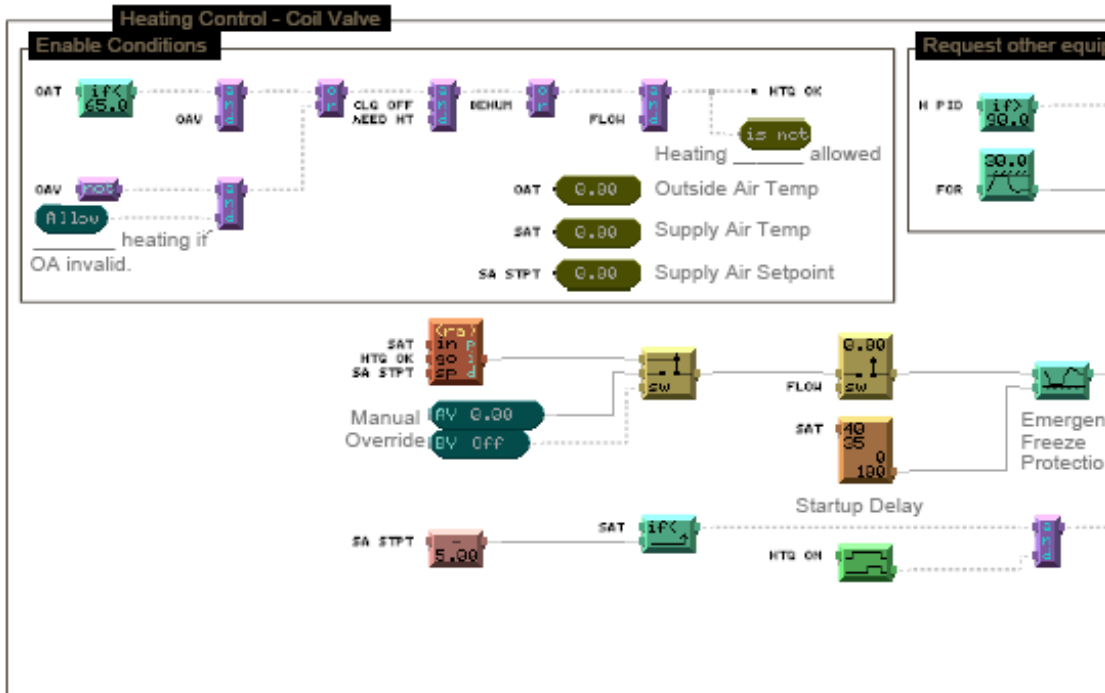 Heating Control - Coil Valve
Enable Conditions
Request other equip
OAT
if<
65.0
and
OAV
or
CLG OFF
NEED HT
and
DEHUM
or
FLOW
and
HTG OK
is not
Heating ______ allowed
H PID
if>
90.0
OAV
not
Allow
and
_______ heating if
OA invalid.
OAT
0.00
Outside Air Temp
SAT
0.00
Supply Air Temp
SA STPT
0.00
Supply Air Setpoint
FOR
30.0
SAT
HTG OK
SA STPT
(ra)
in p
go i
sp d
sw
0.00
FLOW
sw
Manual
Override
AV 0.00
BV Off
SAT
40
35
0
100
Emergen
Freeze
Protectio
Startup Delay
SA STPT
-
5.00
SAT
if<
HTG ON
and